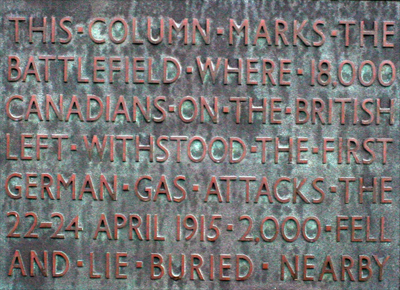 THIS·COLUMN·MARKS·THE
BATTLEFIELD·WHERE·18,000
CANADIANS·ON·THE·BRITISH
LEFT·WITHSTOOD·THE·FIRST
GERMAN·GAS·ATTACKS·THE
22-24 APRIL 1915·2,000·FELL
AND·LIE·BURIED·NEARBY